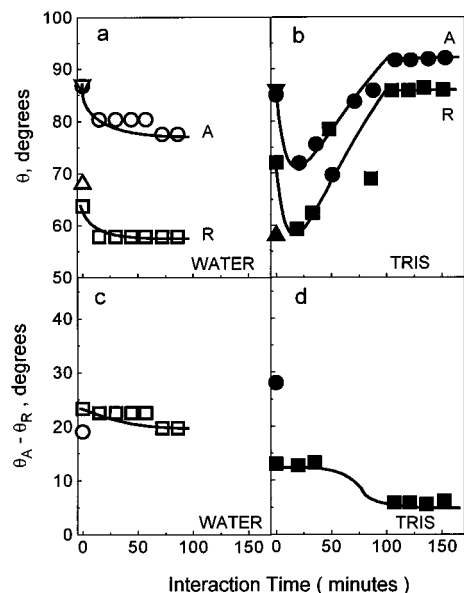 a
b
100
90
80
70
60
50
θ, degrees
A
R
WATER
A
R
TRIS
c
d
40
30
20
10
0
θA - θR , degrees
WATER
TRIS
0 50 100 150
0 50 100 150
Interaction Time ( minutes )